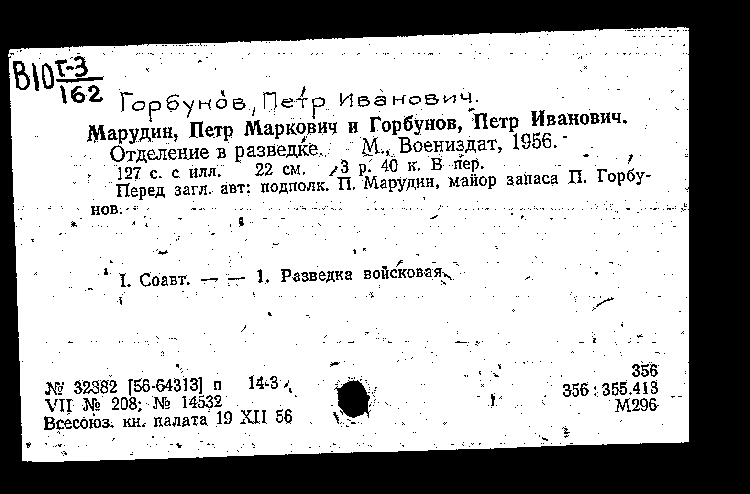 В10 Г-3/162
Горбунов, Петр Иванович.
Марудин, Петр Маркович и Горбунов, Петр Иванович.
Отделение в разведке. М., Воениздат, 1956.
127 с. с илл. 22 см. 3 р. 40 к. В пер.
Перед загл. авт: подполк. П. Марудин, майор запаса П. Горбу-
нов.
I. Соавт. — — 1. Разведка войсковая.
356
№ 32382 [56-64313] п 14-3
356 : 355.413
VII № 208; № 14532
М296
Всесоюз. кн. палата 19 XII 56